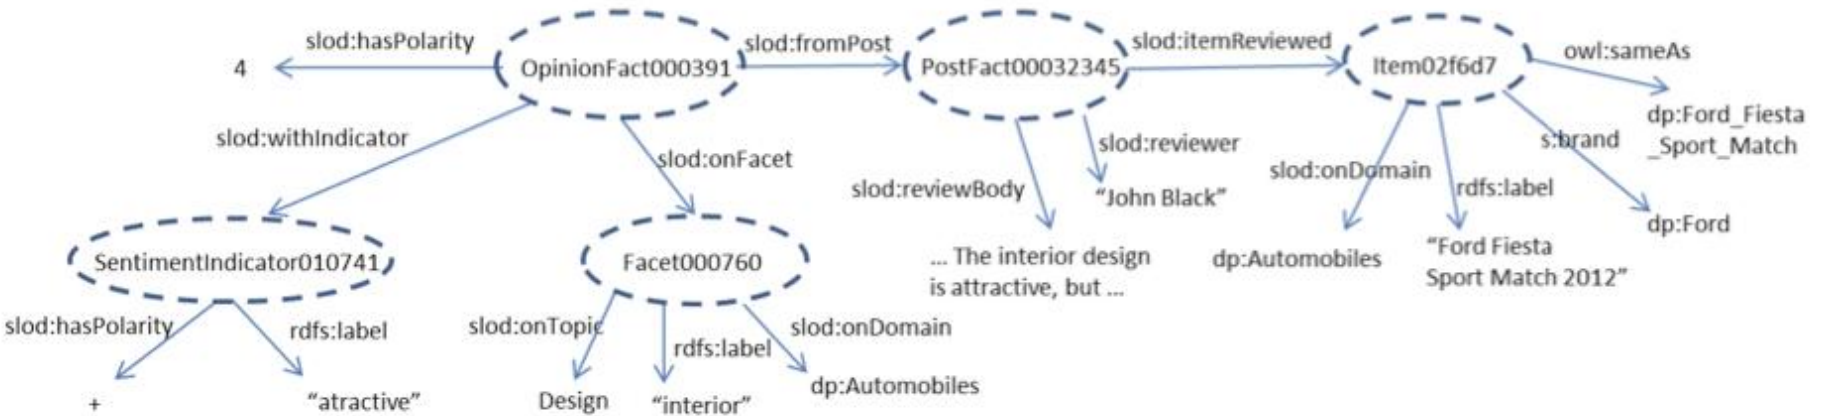 slod:hasPolarity
slod:fromPost
slod:itemReviewed
owl:sameAs
4
OpinionFact000391
PostFact00032345
Item02f6d7
dp:Ford_Fiesta
_Sport_Match
slod:withIndicator
slod:onFacet
slod:reviewBody
slod:reviewer
"John Black"
slod:onDomain
rdfs:label
s:brand
dp:Ford
SentimentIndicator010741
Facet000760
... The interior design
is attractive, but ...
dp:Automobiles
"Ford Fiesta
Sport Match 2012"
slod:hasPolarity
rdfs:label
slod:onTopic
rdfs:label
slod:onDomain
+
"atractive"
Design
"interior"
dp:Automobiles